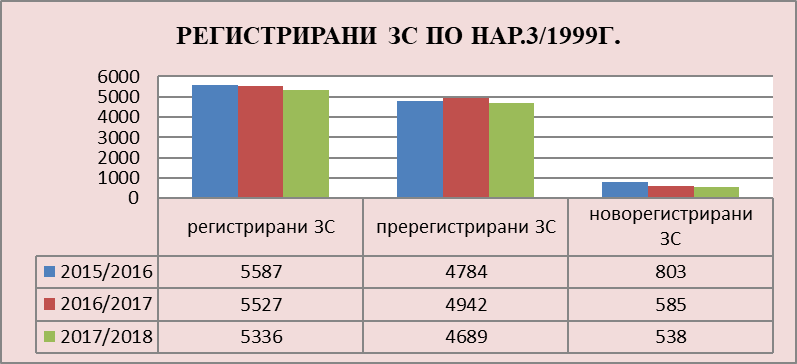 РЕГИСТРИРАНИ ЗС ПО НАР.3/1999Г.
6000
5000
4000
3000
2000
1000
0
регистрирани ЗС пререгистрирани ЗС новорегистрирани
ЗС
2015/2016 5587 4784 803
2016/2017 5527 4942 585
2017/2018 5336 4689 538